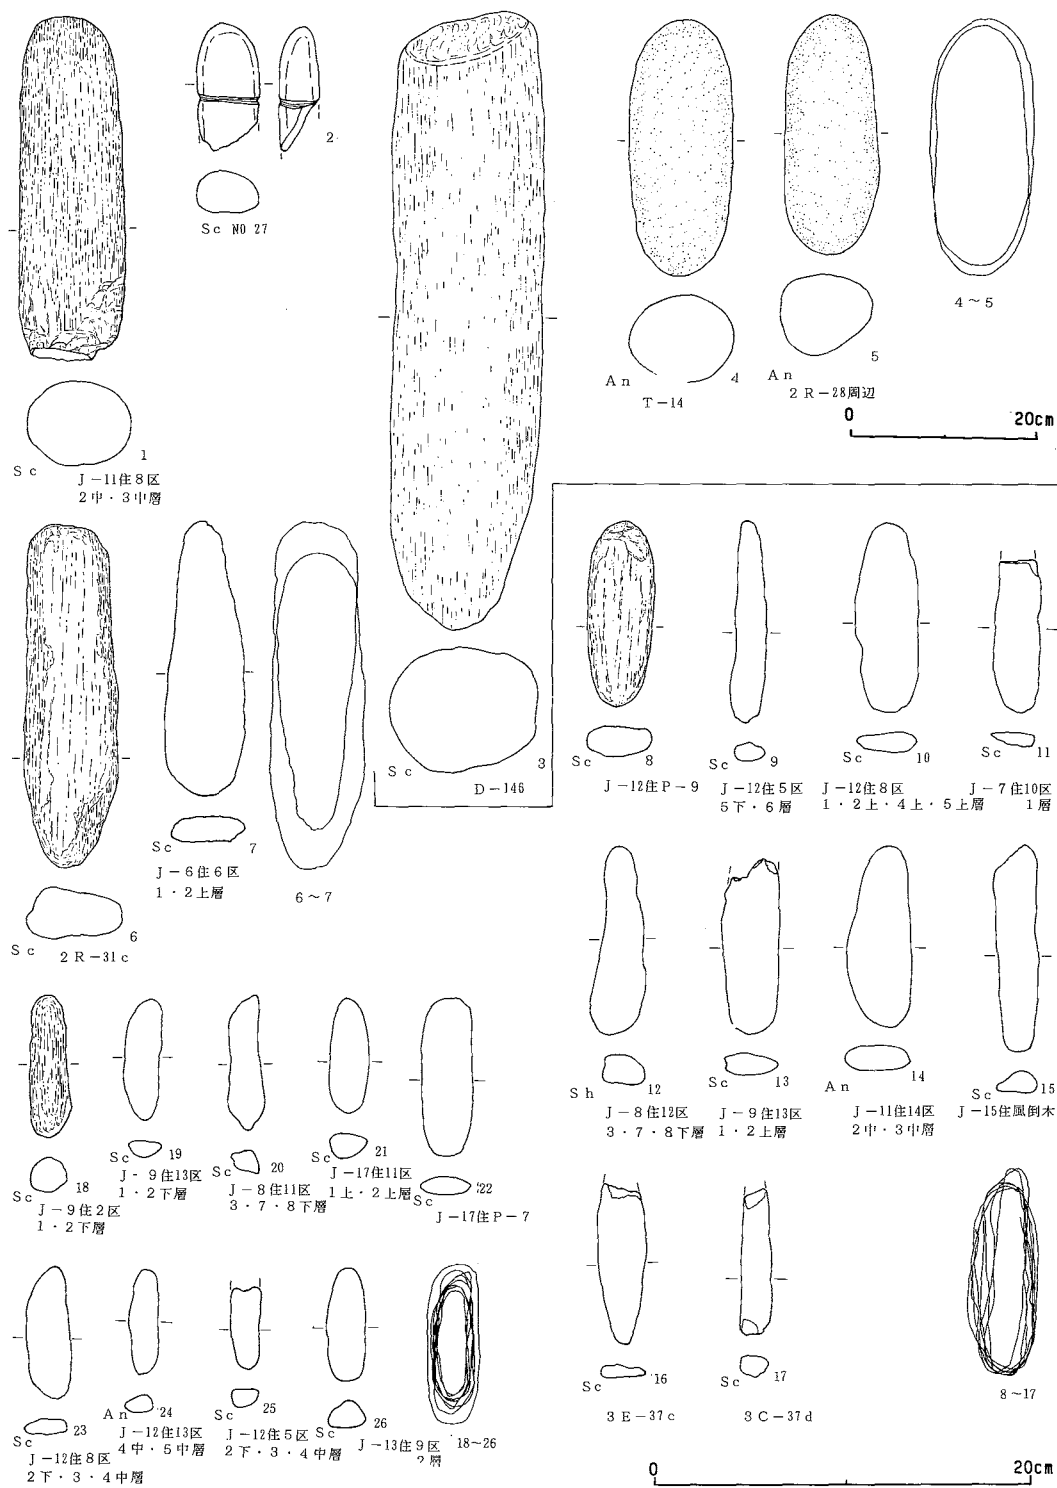 1
Sc
J-11住8区
2中・3中層
2
Sc NO 27
3
Sc
D-146
4
An
T-14
5
An
2R-28周辺
4~5
0 20cm
6
Sc
2R-31c
7
Sc
J-6住6区
1・2上層
6~7
8
Sc
J-12住P-9
9
Sc
J-12住5区
5下・6層
10
Sc
J-12住8区
1・2上・4上・5上層
11
Sc
J-7住10区
1層
12
Sh
J-8住12区
3・7・8下層
13
Sc
J-9住13区
1・2上層
14
An
J-11住14区
2中・3中層
15
Sc
J-15住風倒木
16
Sc
3E-37c
17
Sc
3C-37d
8~17
18
Sc
J-9住2区
1・2下層
19
Sc
J-9住13区
1・2下層
20
Sc
J-8住11区
3・7・8下層
21
Sc
J-17住11区
1上・2上層
22
Sc
J-17住P-7
23
Sc
J-12住8区
2下・3・4中層
24
An
J-12住13区
4中・5中層
25
Sc
J-12住5区
2下・3・4中層
26
Sc
J-13住9区
2層
18~26
0 20cm